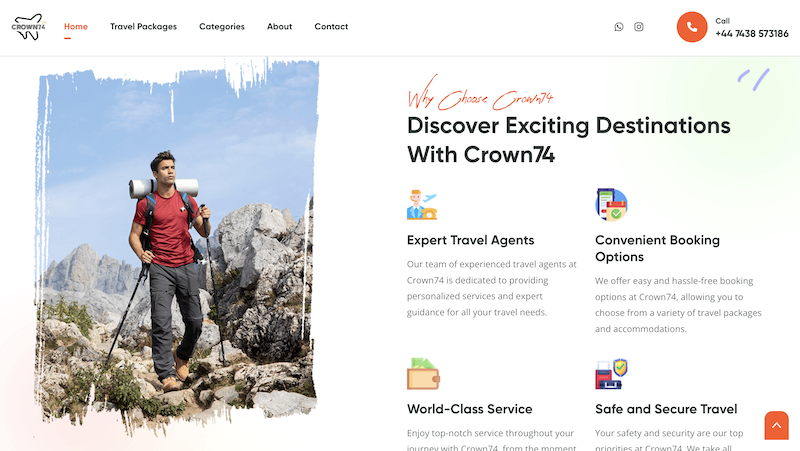 CROWN74
Home
Travel Packages
Categories
About
Contact
Call
+44 7438 573186
Why Choose Crown74
Discover Exciting Destinations
With Crown74
Expert Travel Agents
Our team of experienced travel agents at
Crown74 is dedicated to providing
personalized services and expert
guidance for all your travel needs.
Convenient Booking
Options
We offer easy and hassle-free booking
options at Crown74, allowing you to
choose from a variety of travel packages
and accommodations.
World-Class Service
Enjoy top-notch service throughout your
journey with Crown74, from the moment
Safe and Secure Travel
Your safety and security are our top
priorities at Crown74. We take all